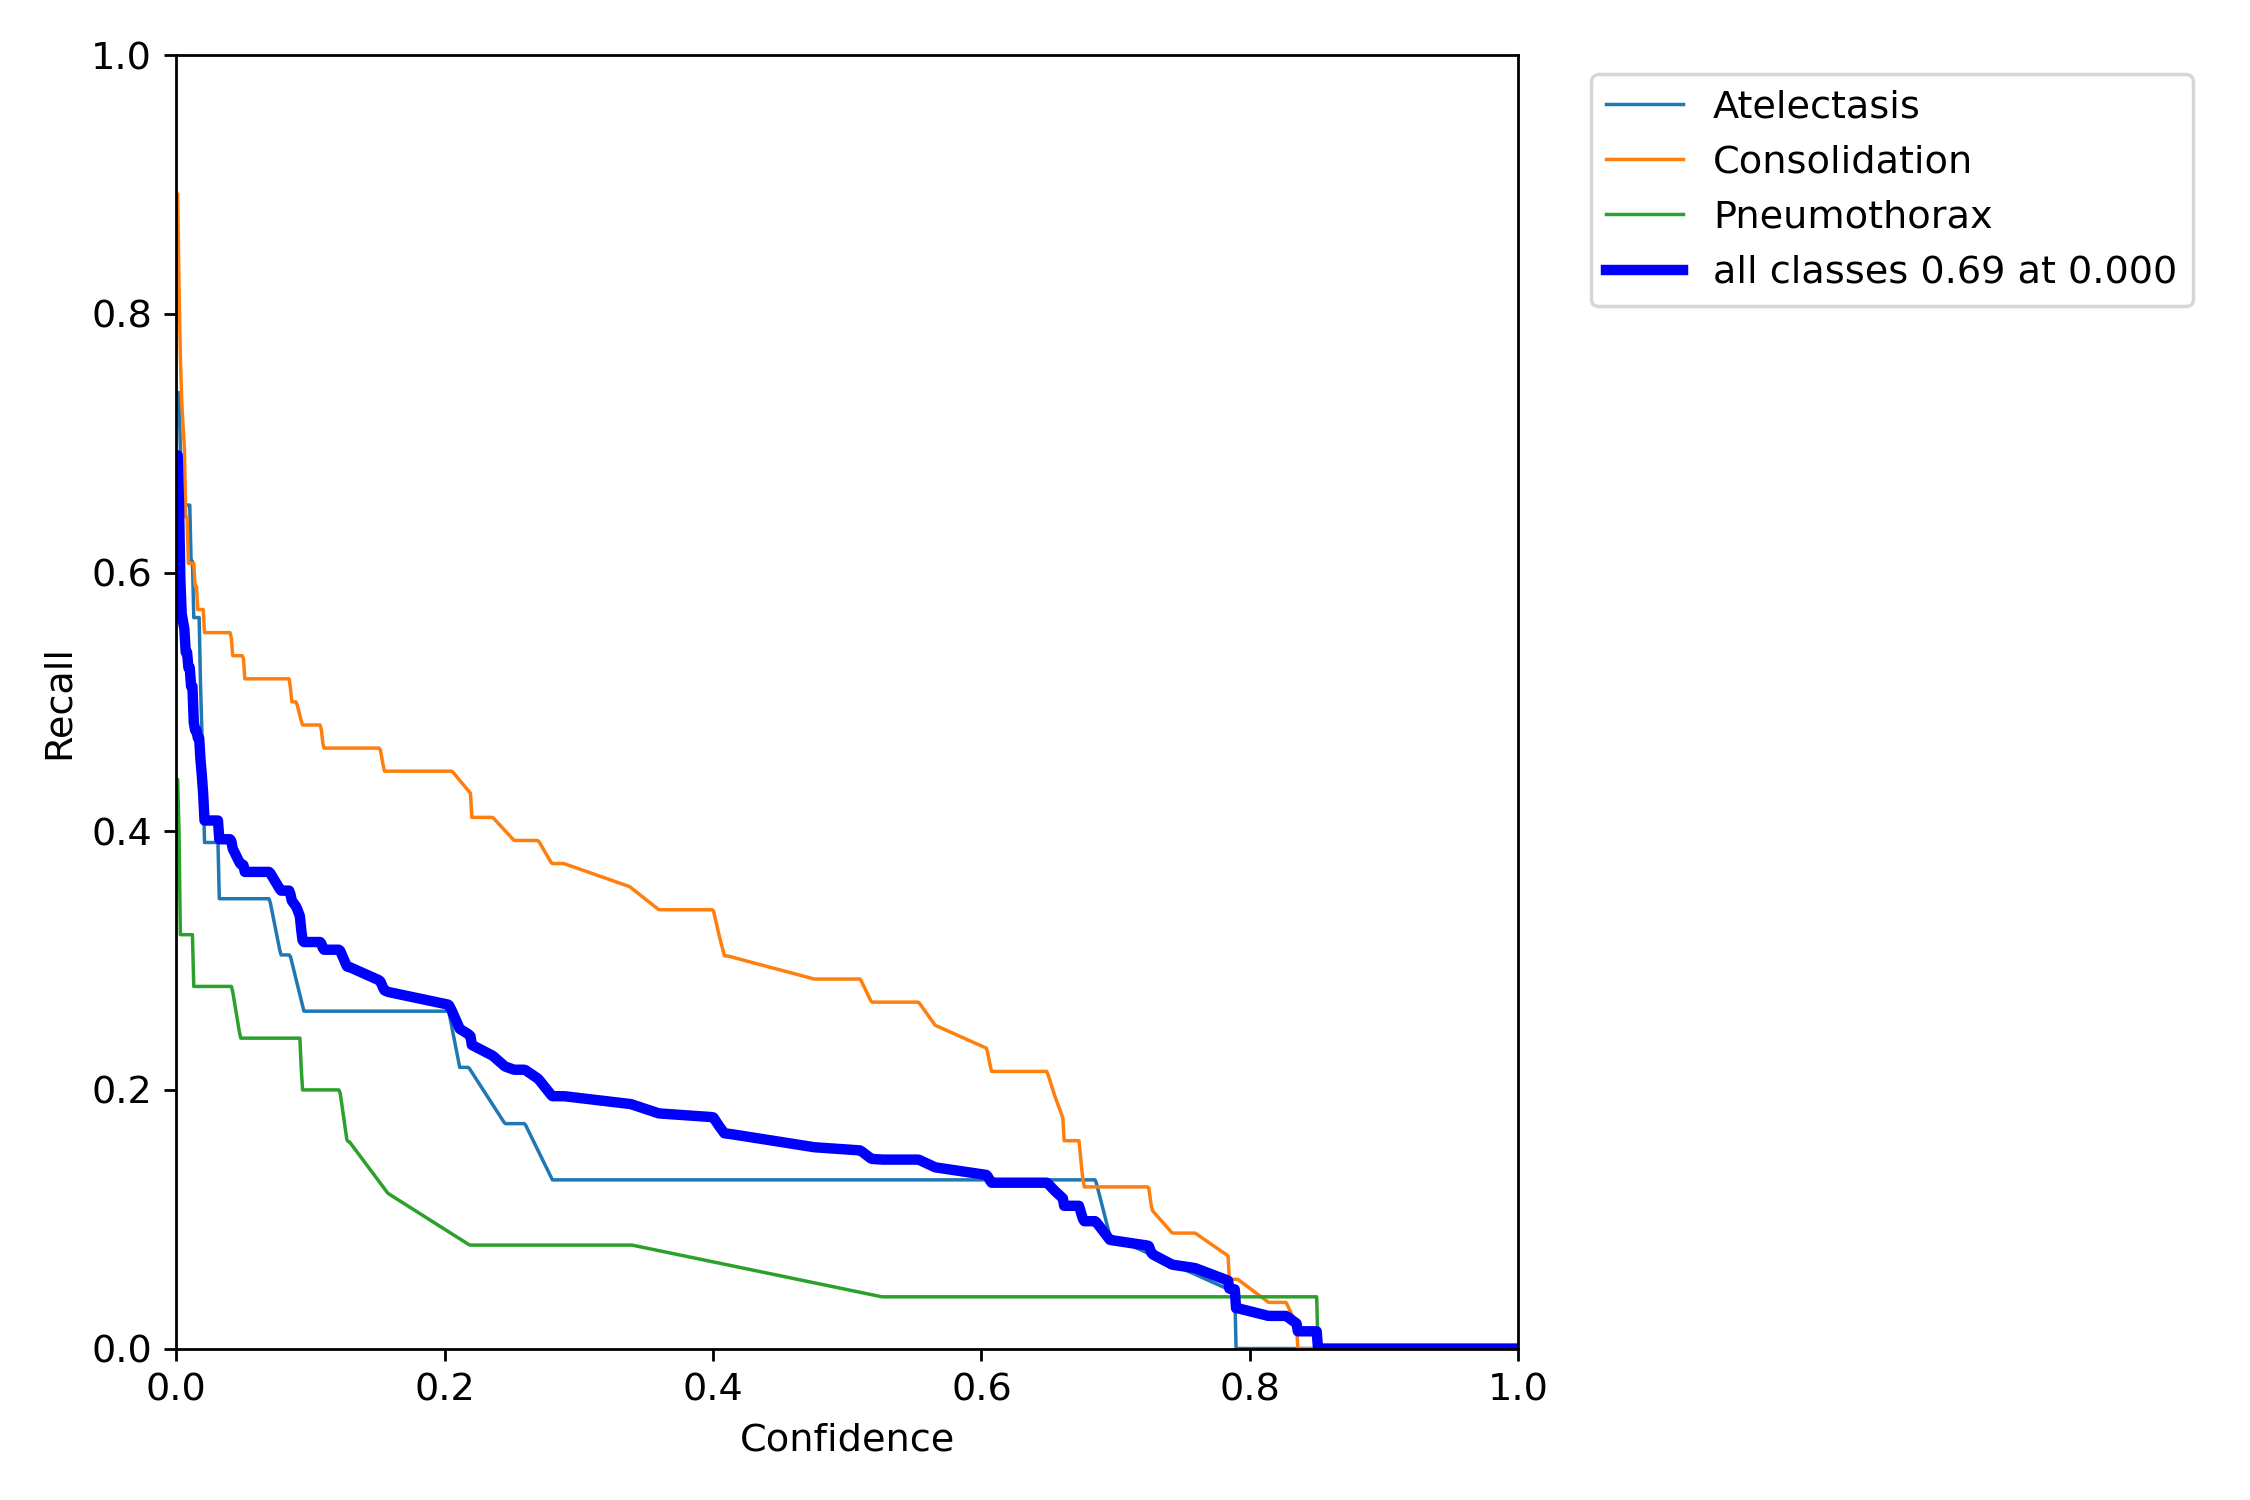 1.0
0.8
0.6
0.4
0.2
0.0
Recall
0.0 0.2 0.4 0.6 0.8 1.0
Confidence
Atelectasis
Consolidation
Pneumothorax
all classes 0.69 at 0.000